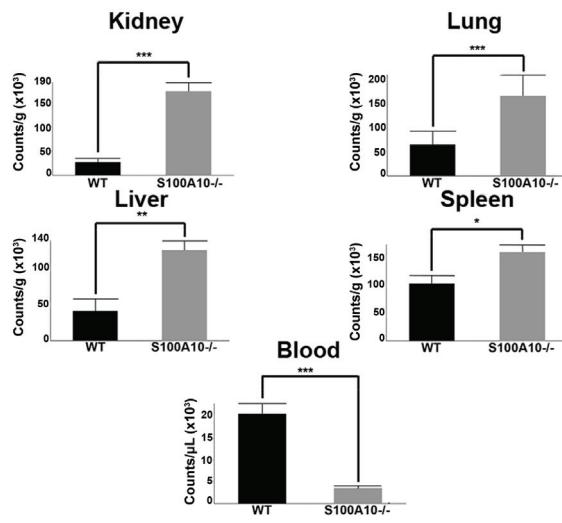 Kidney
***
Counts/g (x10³)
190
150
100
50
0
WT
S100A10-/-
Lung
***
Counts/g (x10³)
200
150
100
50
0
WT
S100A10-/-
Liver
**
Counts/g (x10³)
140
100
50
0
WT
S100A10-/-
Spleen
*
Counts/g (x10³)
150
100
50
0
WT
S100A10-/-
Blood
***
Counts/µL (x10³)
20
15
10
5
0
WT
S100A10-/-